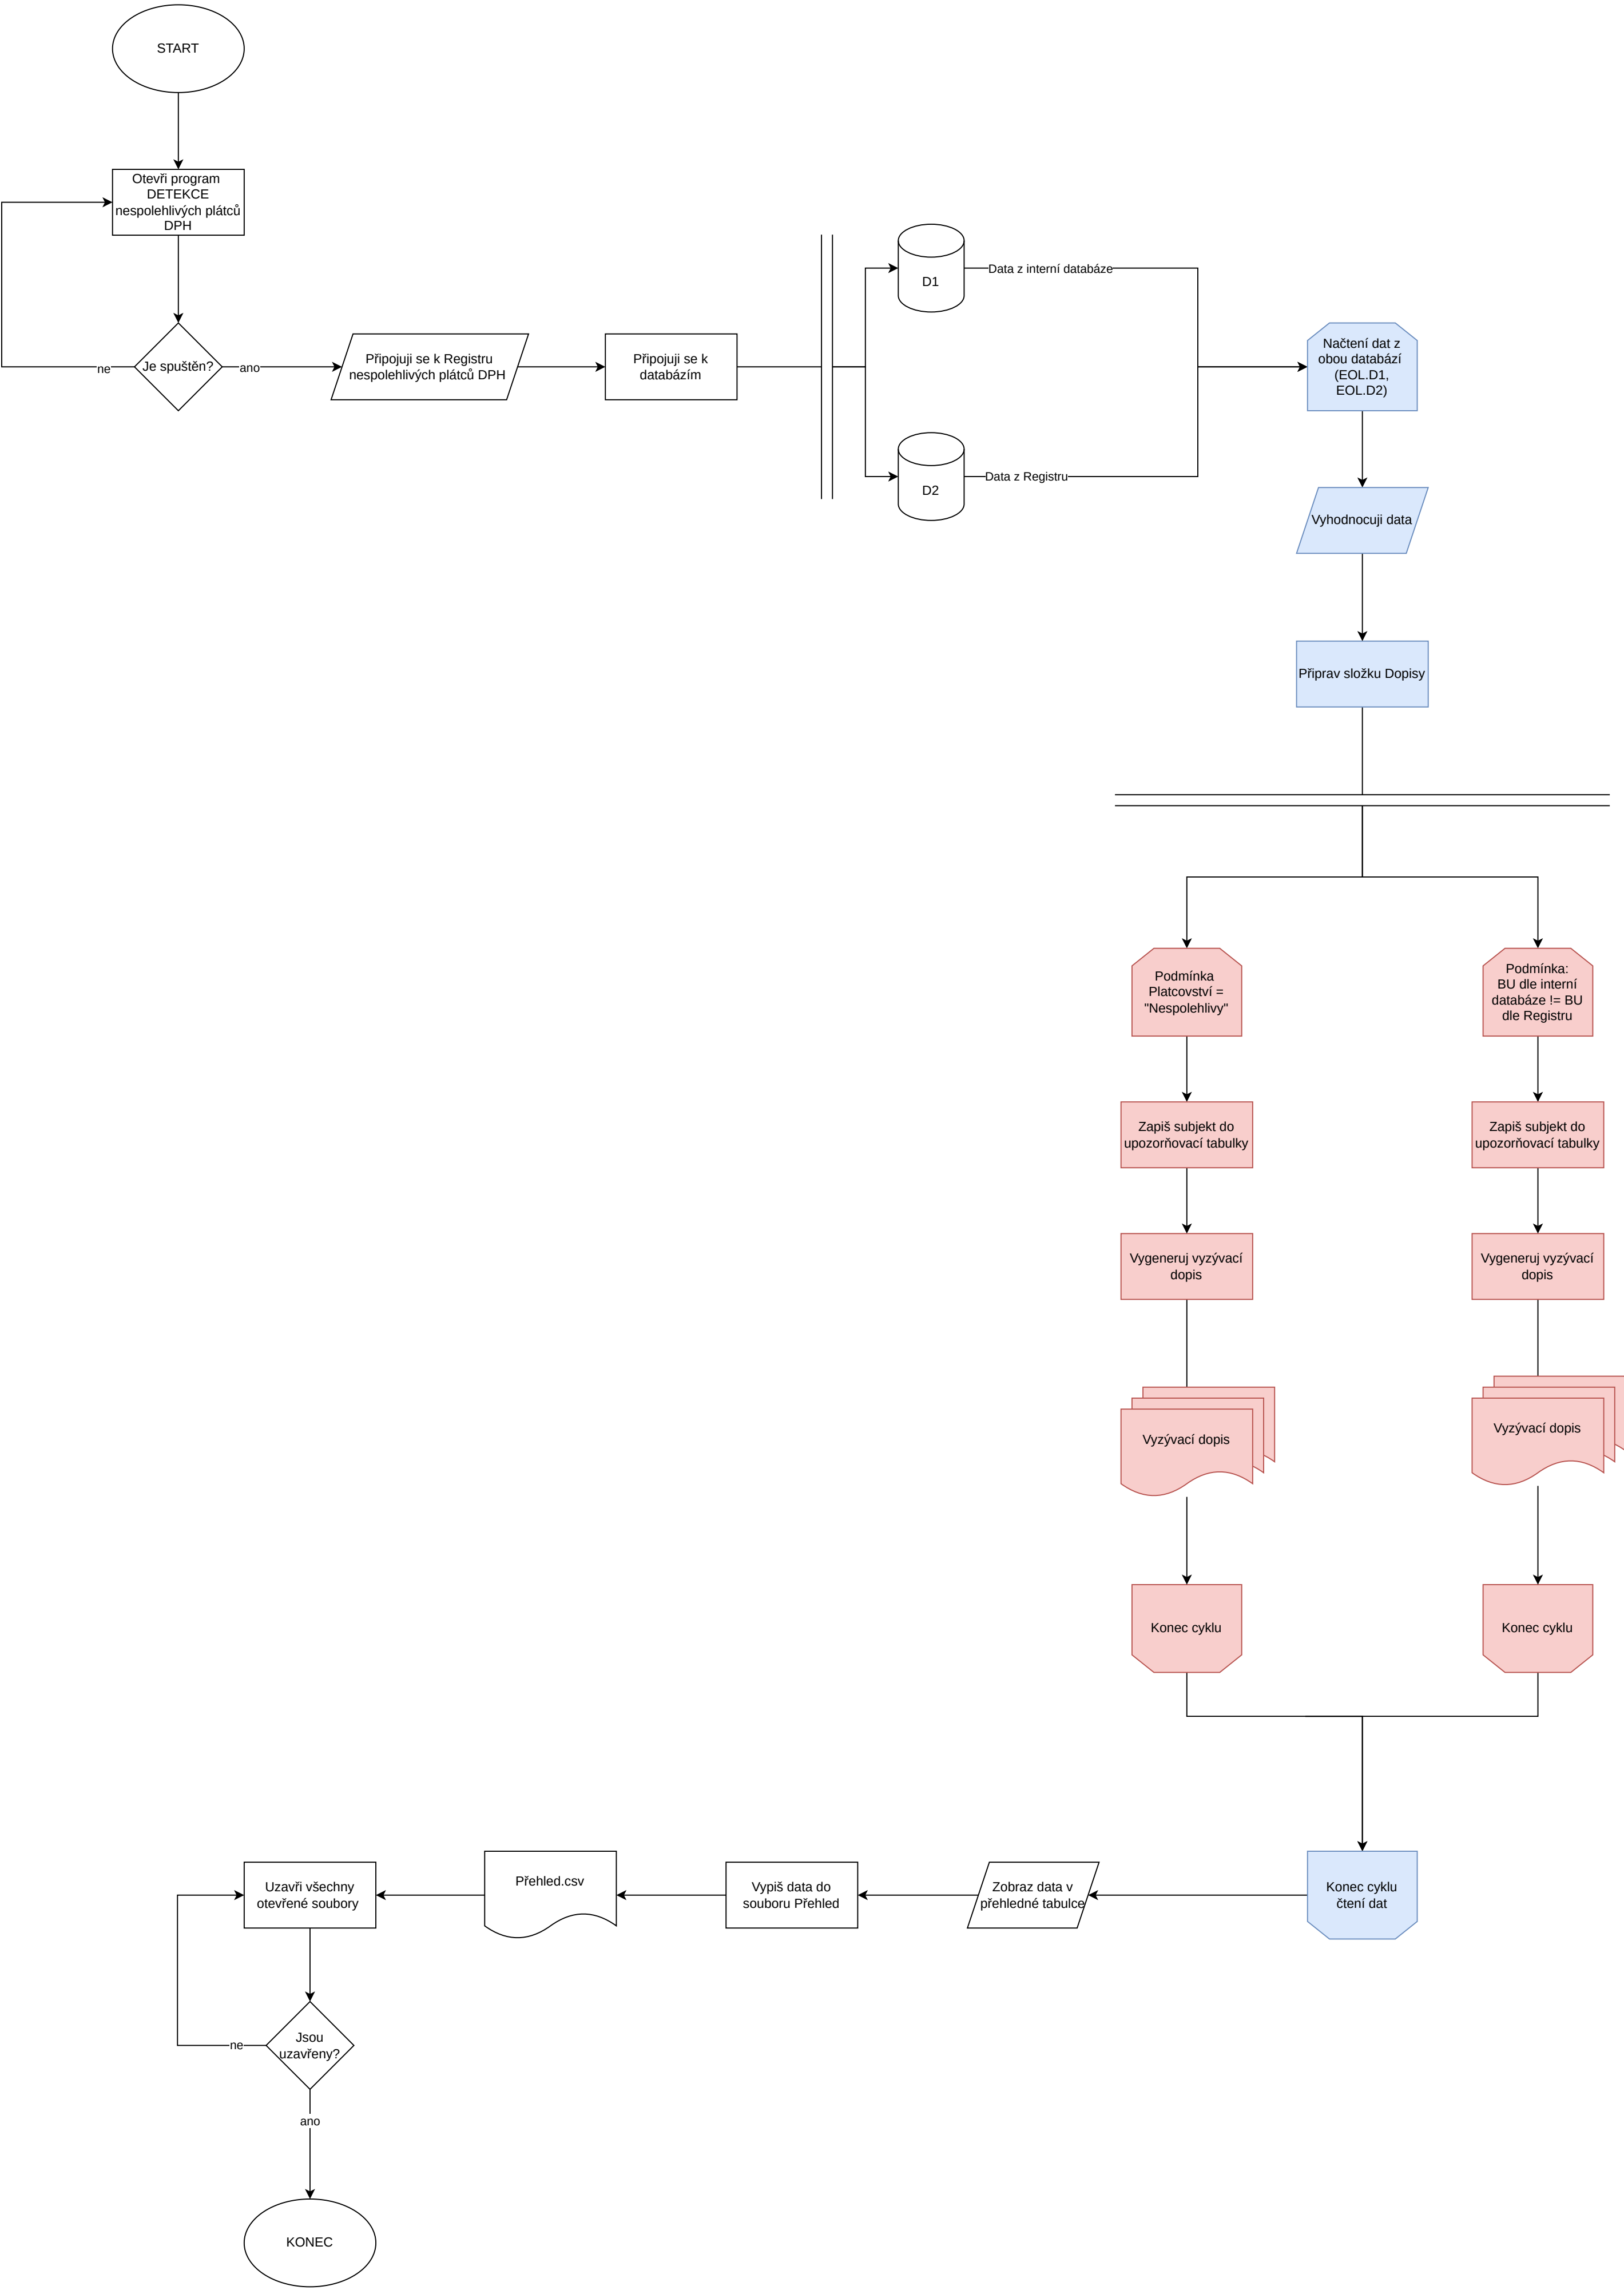 START
Otevři program
DETEKCE
nespolehlivých plátců
DPH
Je spuštěn?
ne
ano
Připojuji se k Registru
nespolehlivých plátců DPH
Připojuji se k
databázím
D1
Data z interní databáze
D2
Data z Registru
Načtení dat z
obou databází
(EOL.D1,
EOL.D2)
Vyhodnocuji data
Připrav složku Dopisy
Podmínka
Platcovství =
"Nespolehlivy"
Podmínka:
BU dle interní
databáze != BU
dle Registru
Zapiš subjekt do
upozorňovací tabulky
Zapiš subjekt do
upozorňovací tabulky
Vygeneruj vyzývací
dopis
Vygeneruj vyzývací
dopis
Vyzývací dopis
Vyzývací dopis
Konec cyklu
Konec cyklu
Konec cyklu
čtení dat
Zobraz data v
přehledné tabulce
Vypiš data do
souboru Přehled
Přehled.csv
Uzavři všechny
otevřené soubory
Jsou
uzavřeny?
ne
ano
KONEC